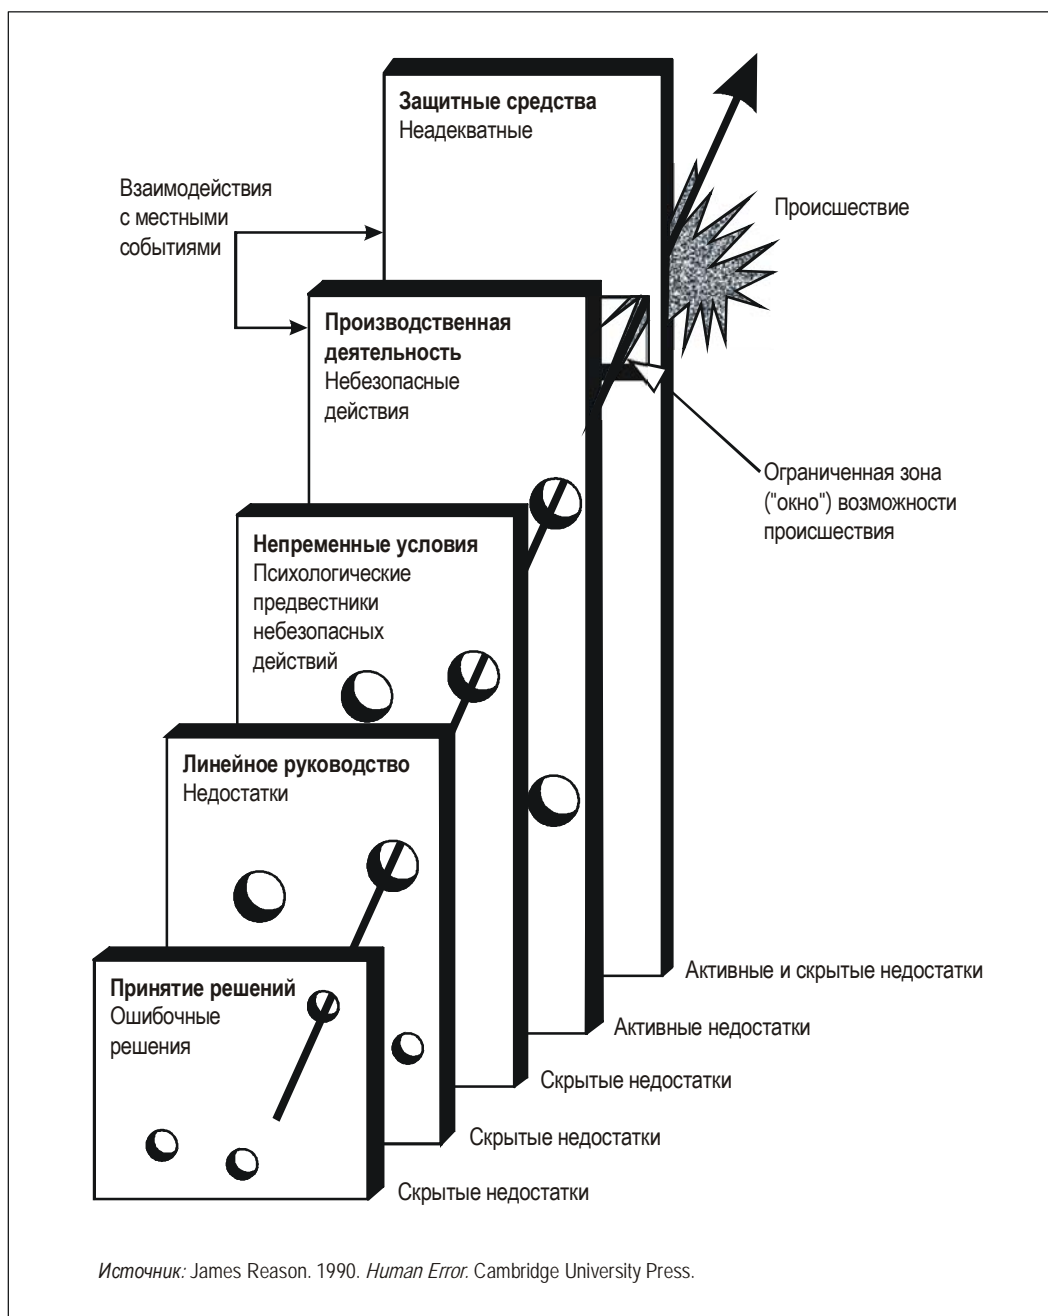 Защитные средства
Неадекватные
Взаимодействия
с местными
событиями
Происшествие
Производственная
деятельность
Небезопасные
действия
Ограниченная зона
("окно") возможности
происшествия
Непременные условия
Психологические
предвестники
небезопасных
действий
Линейное руководство
Недостатки
Принятие решений
Ошибочные
решения
Активные и скрытые недостатки
Активные недостатки
Скрытые недостатки
Скрытые недостатки
Скрытые недостатки
Источник: James Reason. 1990. Human Error. Cambridge University Press.